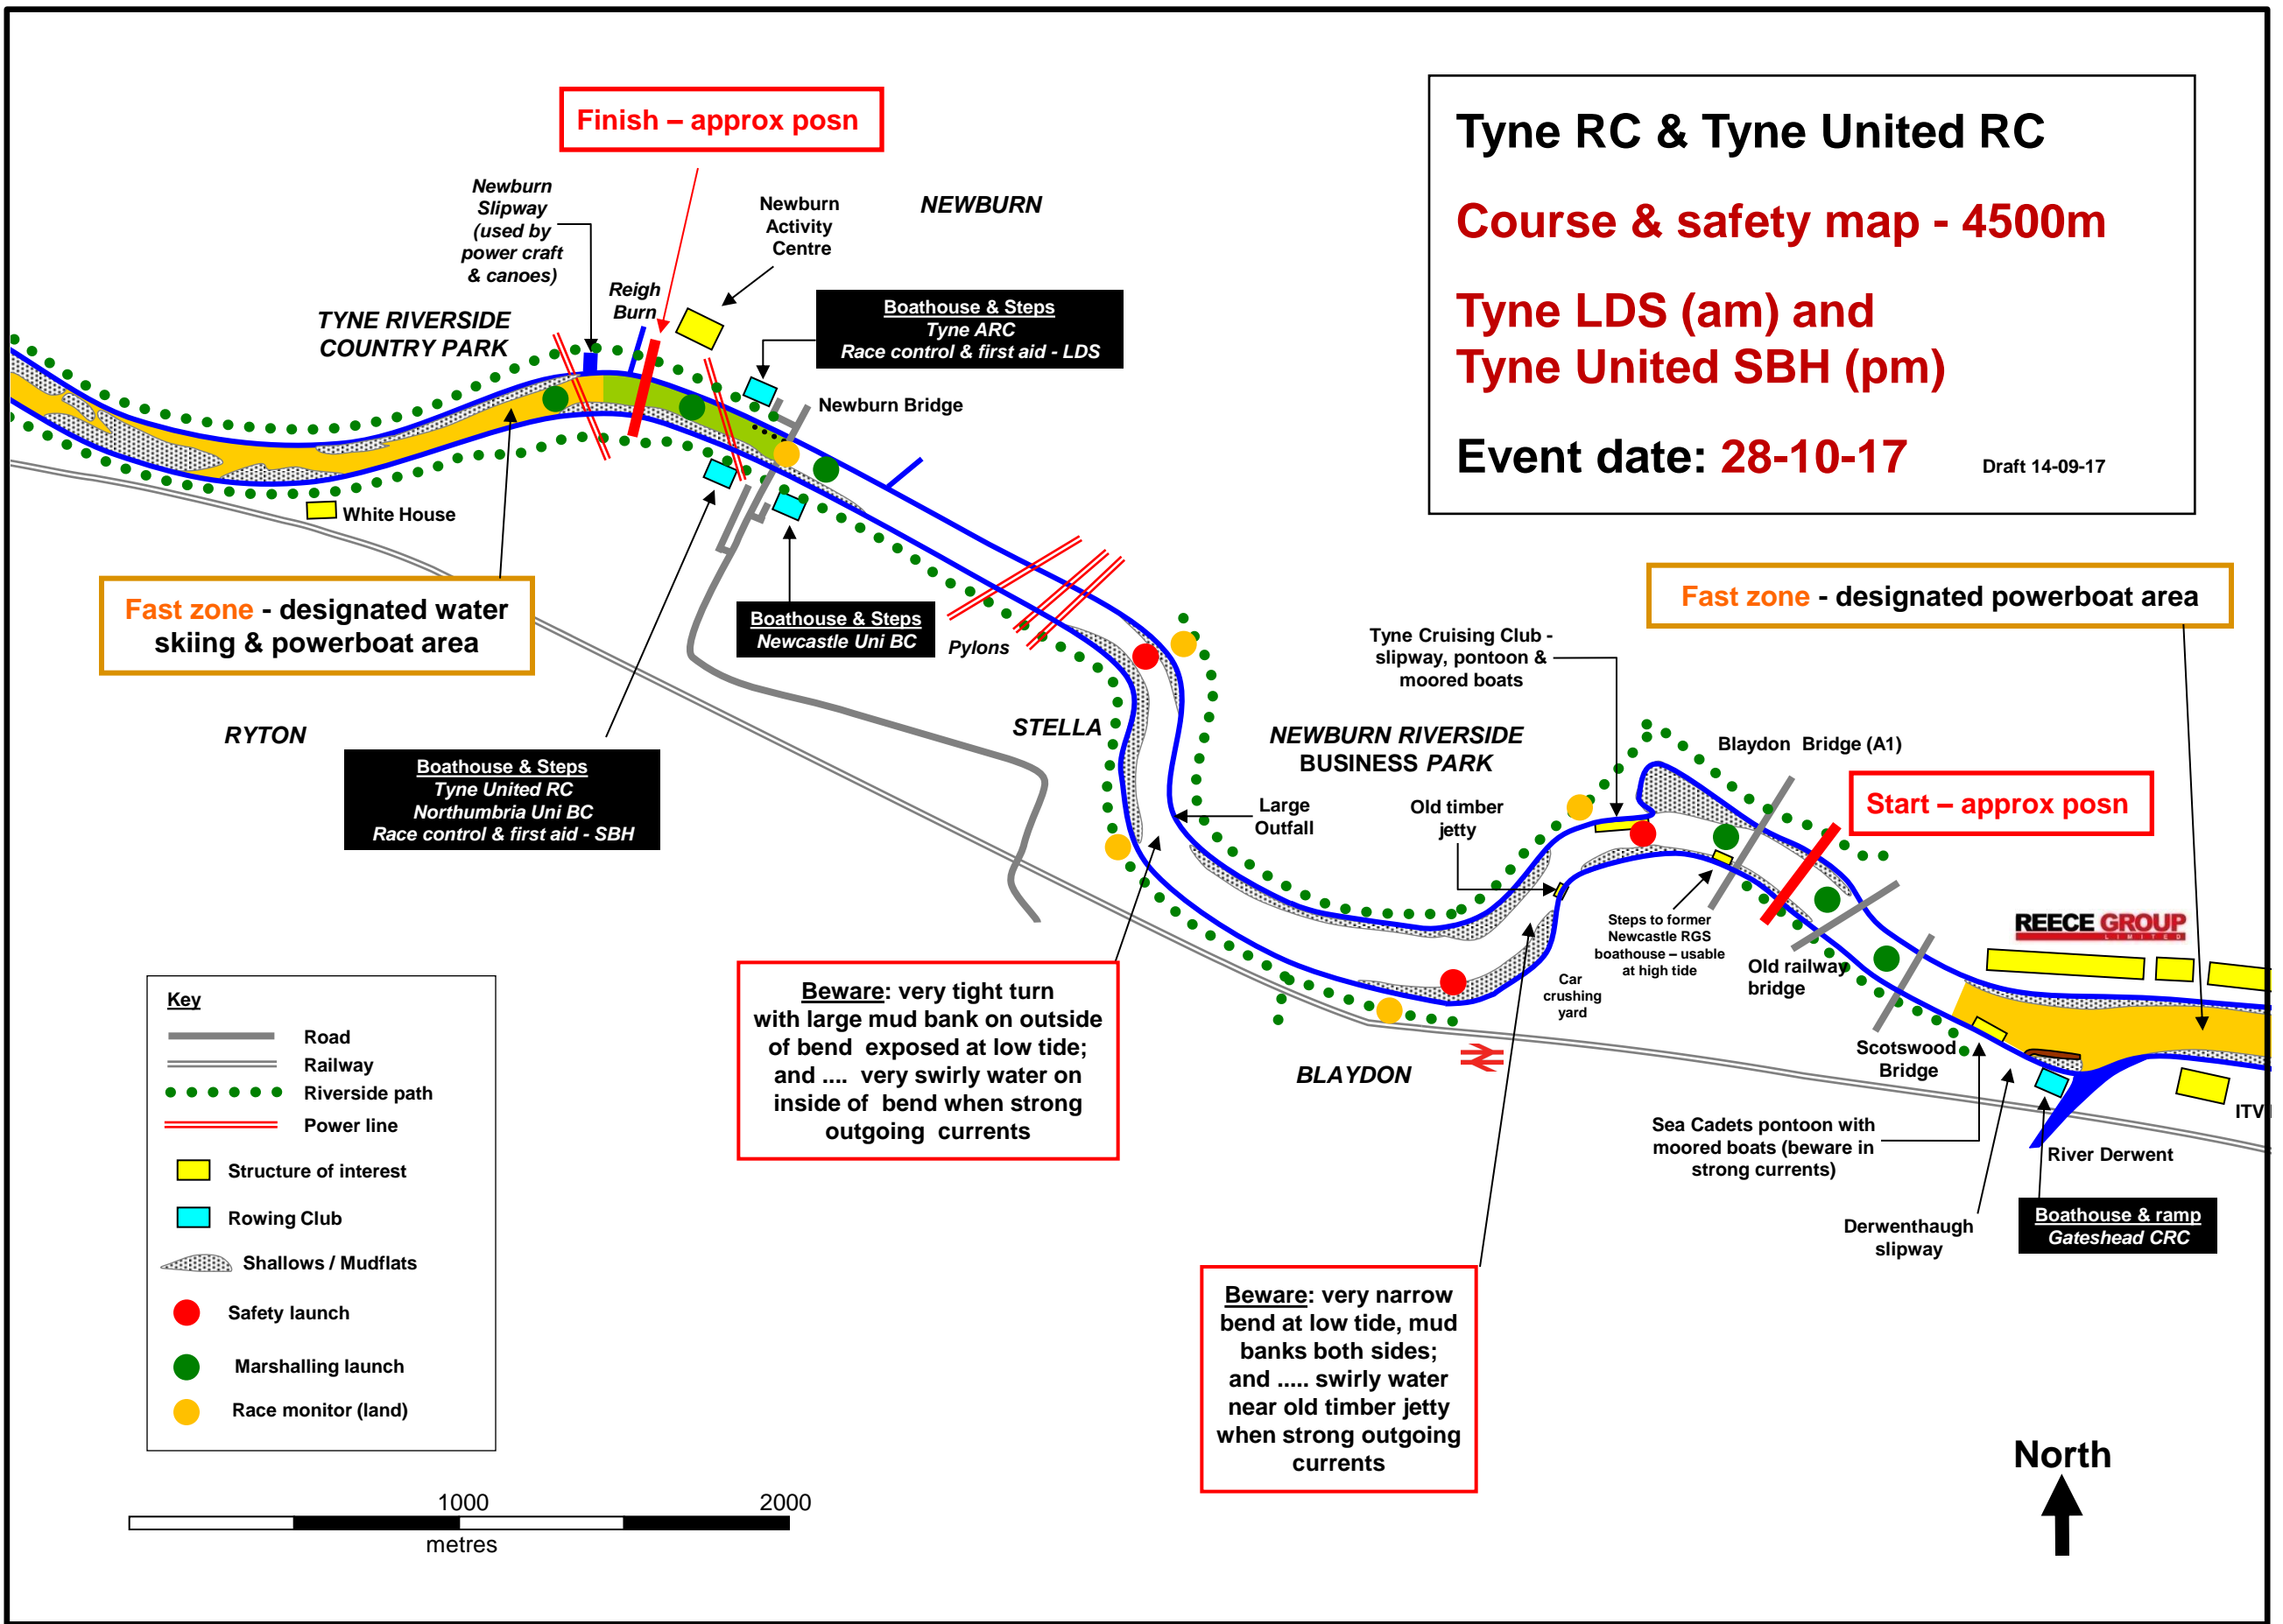 Tyne RC & Tyne United RC
Course & safety map - 4500m
Tyne LDS (am) and
Tyne United SBH (pm)
Event date: 28-10-17
Draft 14-09-17
Finish – approx posn
Newburn
Slipway
(used by
power craft
& canoes)
Reigh
Burn
Newburn
Activity
Centre
NEWBURN
TYNE RIVERSIDE
COUNTRY PARK
Boathouse & Steps
Tyne ARC
Race control & first aid - LDS
Newburn Bridge
White House
Fast zone - designated water
skiing & powerboat area
Boathouse & Steps
Newcastle Uni BC
Pylons
RYTON
Boathouse & Steps
Tyne United RC
Northumbria Uni BC
Race control & first aid - SBH
STELLA
NEWBURN RIVERSIDE
BUSINESS PARK
Large
Outfall
Tyne Cruising Club -
slipway, pontoon &
moored boats
Old timber
jetty
Fast zone - designated powerboat area
Blaydon Bridge (A1)
Start – approx posn
Steps to former
Newcastle RGS
boathouse – usable
at high tide
Car
crushing
yard
Old railway
bridge
REECE GROUP
LIMITED
Scotswood
Bridge
BLAYDON
ITV
Sea Cadets pontoon with
moored boats (beware in
strong currents)
River Derwent
Derwenthaugh
slipway
Boathouse & ramp
Gateshead CRC
Beware: very tight turn
with large mud bank on outside
of bend exposed at low tide;
and .... very swirly water on
inside of bend when strong
outgoing currents
Beware: very narrow
bend at low tide, mud
banks both sides;
and ..... swirly water
near old timber jetty
when strong outgoing
currents
Key
Road
Railway
Riverside path
Power line
Structure of interest
Rowing Club
Shallows / Mudflats
Safety launch
Marshalling launch
Race monitor (land)
1000
2000
metres
North